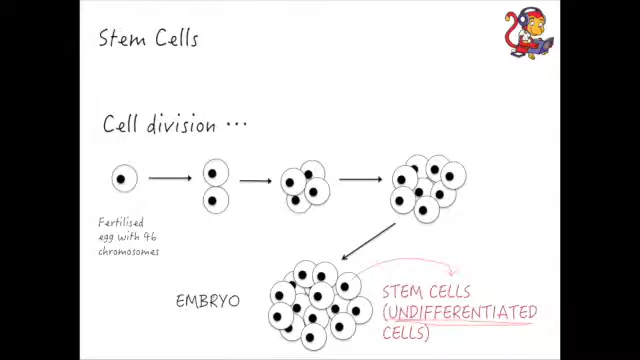 Stem Cells
Cell division ...
Fertilised
egg with 46
chromosomes
EMBRYO
STEM CELLS
(UNDIFFERENTIATED
CELLS)